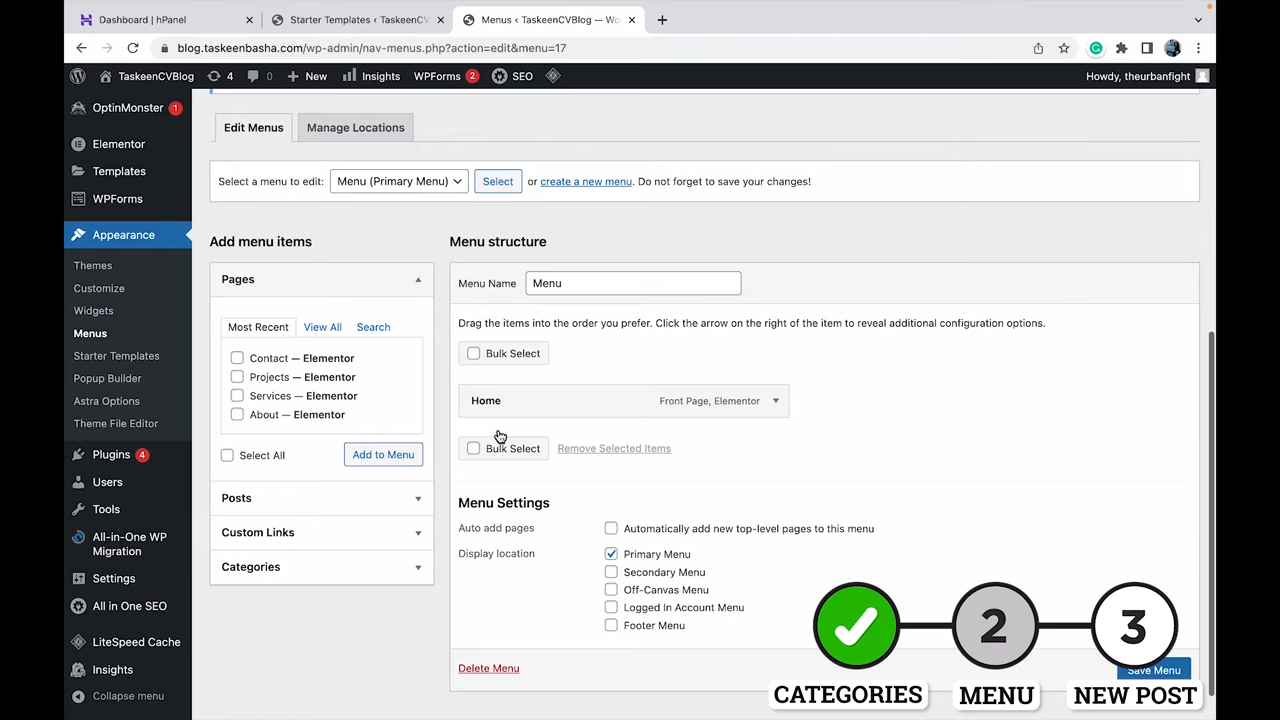 Dashboard | hPanel
Starter Templates ‹ TaskeenCV
Menus ‹ TaskeenCVBlog — Wo
blog.taskeenbasha.com/wp-admin/nav-menus.php?action=edit&menu=17
TaskeenCVBlog 4 0 New Insights WPForms 2 SEO Howdy, theurbanfight
OptinMonster 1
Elementor
Templates
WPForms
Appearance
Themes
Customize
Widgets
Menus
Starter Templates
Popup Builder
Astra Options
Theme File Editor
Plugins 4
Users
Tools
All-in-One WP
Migration
Settings
All in One SEO
LiteSpeed Cache
Insights
Collapse menu
Edit Menus Manage Locations
Select a menu to edit: Menu (Primary Menu) Select or create a new menu. Do not forget to save your changes!
Add menu items
Pages
Most Recent View All Search
Contact — Elementor
Projects — Elementor
Services — Elementor
About — Elementor
Select All Add to Menu
Posts
Custom Links
Categories
Menu structure
Menu Name Menu
Drag the items into the order you prefer. Click the arrow on the right of the item to reveal additional configuration options.
Bulk Select
Home Front Page, Elementor
Bulk Select Remove Selected Items
Menu Settings
Auto add pages Automatically add new top-level pages to this menu
Display location Primary Menu
Secondary Menu
Off-Canvas Menu
Logged In Account Menu
Footer Menu
Delete Menu Save Menu
2 3
CATEGORIES MENU NEW POST